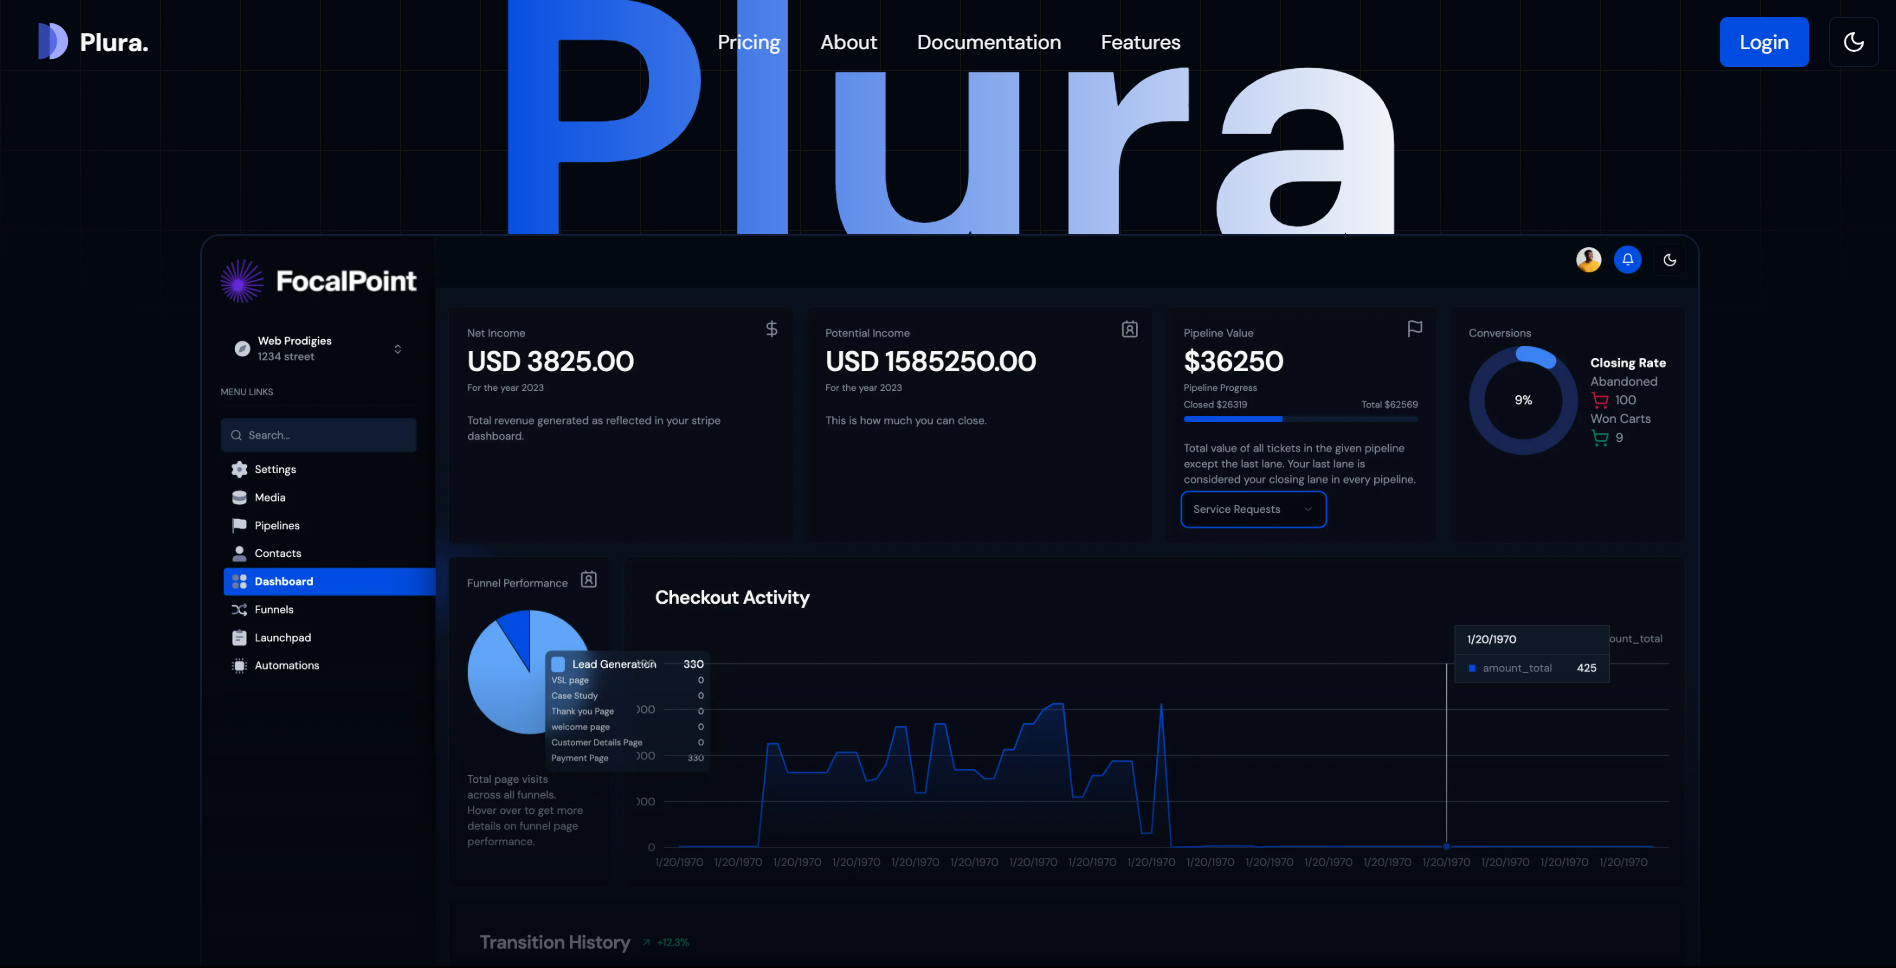 Plura.
Pricing
About
Documentation
Features
Login
Plura
FocalPoint
Web Prodigies
1234 street
MENU LINKS
Search...
Settings
Media
Pipelines
Contacts
Dashboard
Funnels
Launchpad
Automations
Net Income
USD 3825.00
For the year 2023
Total revenue generated as reflected in your stripe
dashboard.
Potential Income
USD 1585250.00
For the year 2023
This is how much you can close.
Pipeline Value
$36250
Pipeline Progress
Closed $26319
Total $62569
Total value of all tickets in the given pipeline
except the last lane. Your last lane is
considered your closing lane in every pipeline.
Service Requests
Conversions
9%
Closing Rate
Abandoned
100
Won Carts
9
Funnel Performance
Lead Generation 330
VSL page 0
Case Study 0
Thank you Page 0
welcome page 0
Customer Details Page 0
Payment Page 330
Total page visits
across all funnels.
Hover over to get more
details on funnel page
performance.
Checkout Activity
1/20/1970
amount_total 425
ount_total
000
000
000
0
1/20/1970 1/20/1970 1/20/1970 1/20/1970 1/20/1970 1/20/1970 1/20/1970 1/20/1970 1/20/1970 1/20/1970 1/20/1970 1/20/1970 1/20/1970 1/20/1970 1/20/1970 1/20/1970 1/20/1970
Transition History
+12.3%